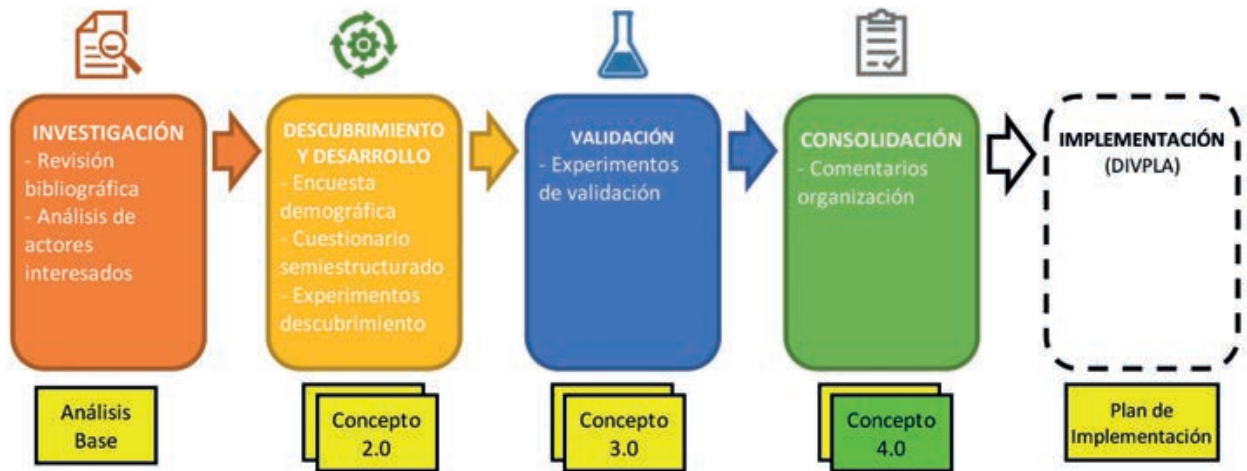 INVESTIGACIÓN
- Revisión
bibliográfica
- Análisis de
actores
interesados
DESCUBRIMIENTO
Y DESARROLLO
- Encuesta
demográfica
- Cuestionario
semiestructurado
- Experimentos
descubrimiento
VALIDACIÓN
- Experimentos
de validación
CONSOLIDACIÓN
- Comentarios
organización
IMPLEMENTACIÓN
(DIVPLA)
Análisis
Base
Concepto
2.0
Concepto
3.0
Concepto
4.0
Plan de
Implementación